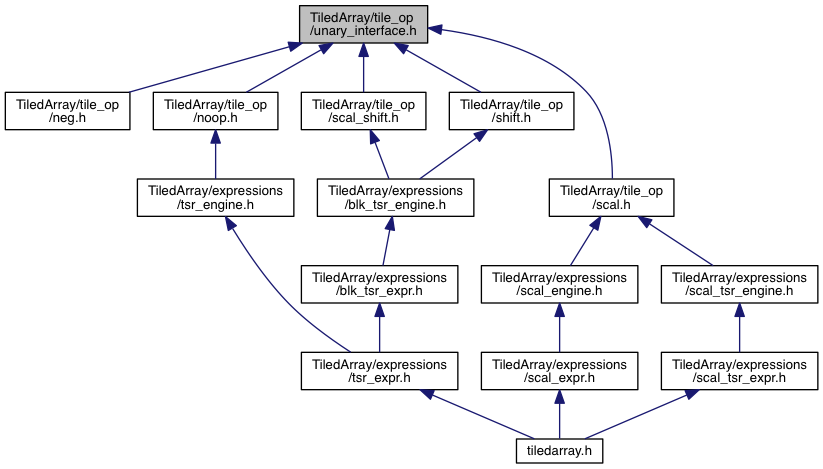 TiledArray/tile_op
/unary_interface.h
TiledArray/tile_op
/neg.h
TiledArray/tile_op
/noop.h
TiledArray/tile_op
/scal_shift.h
TiledArray/tile_op
/shift.h
TiledArray/expressions
/tsr_engine.h
TiledArray/expressions
/blk_tsr_engine.h
TiledArray/tile_op
/scal.h
TiledArray/expressions
/blk_tsr_expr.h
TiledArray/expressions
/scal_engine.h
TiledArray/expressions
/scal_tsr_engine.h
TiledArray/expressions
/tsr_expr.h
TiledArray/expressions
/scal_expr.h
TiledArray/expressions
/scal_tsr_expr.h
tiledarray.h